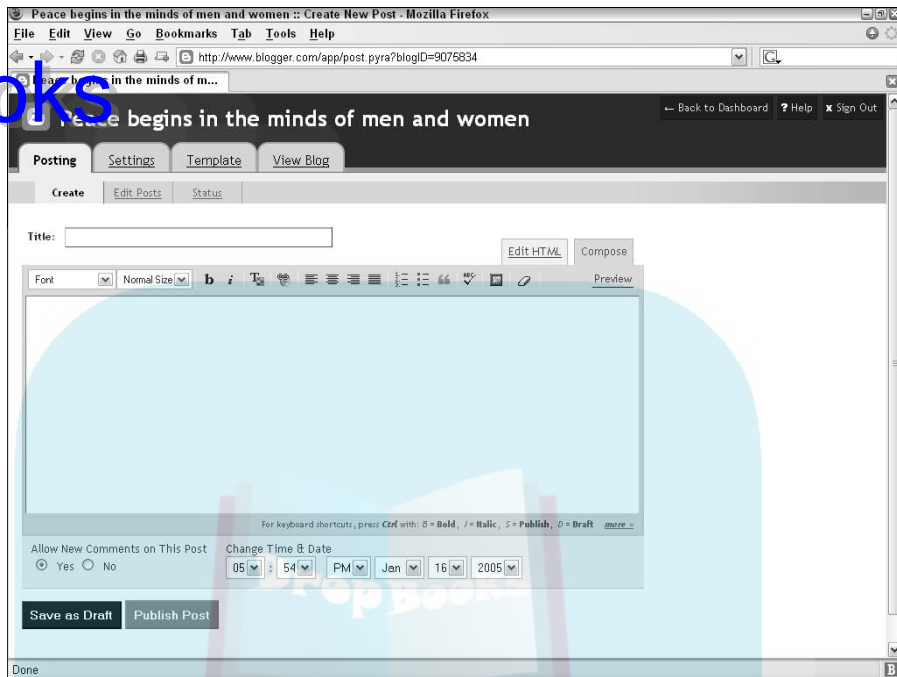 Peace begins in the minds of men and women :: Create New Post - Mozilla Firefox
File Edit View Go Bookmarks Tab Tools Help
http://www.blogger.com/app/post.pyra?blogID=9075834
Peace begins in the minds of m...
oks
Peace begins in the minds of men and women
← Back to Dashboard ? Help x Sign Out
Posting Settings Template View Blog
Create Edit Posts Status
Title:
Edit HTML Compose
Font Normal Size b i Preview
For keyboard shortcuts, press Ctrl with: B = Bold, I = Italic, S = Publish, D = Draft more »
Allow New Comments on This Post Change Time & Date
Yes No 05 : 54 PM Jan 16 2005
DropBooks
Save as Draft Publish Post
Done